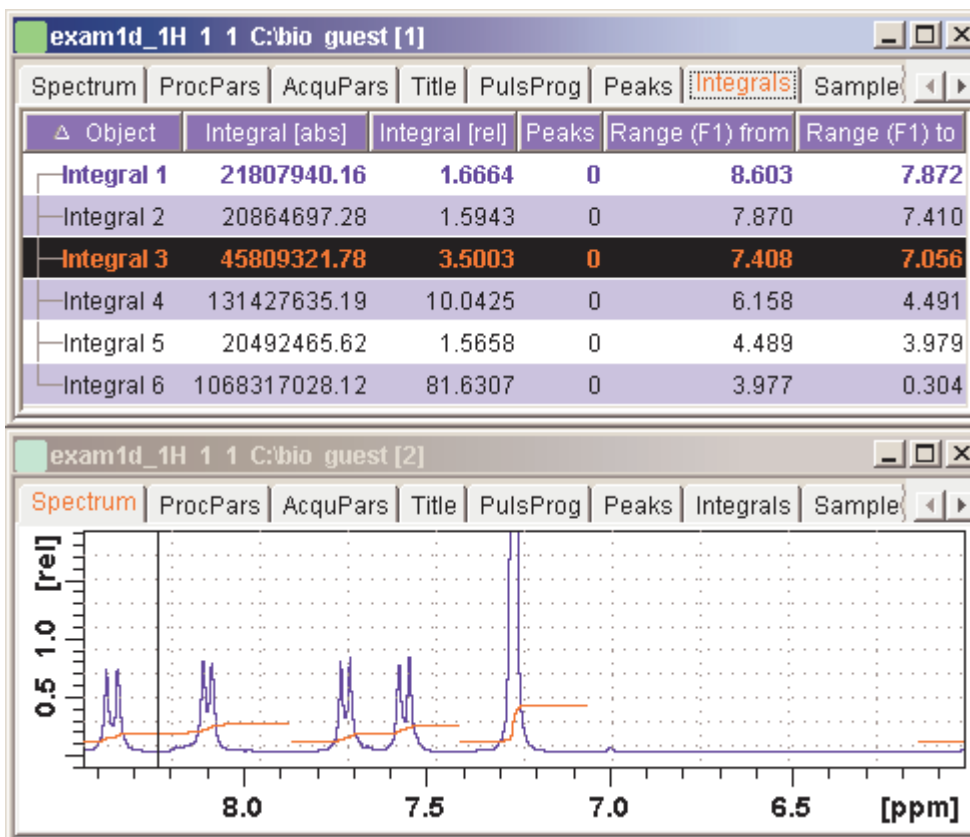 exam1d_1H 1 1 C:\bio guest [1]
Spectrum ProcPars AcquPars Title PulsProg Peaks Integrals Sample
Object Integral [abs] Integral [rel] Peaks Range (F1) from Range (F1) to
Integral 1 21807940.16 1.6664 0 8.603 7.872
Integral 2 20864697.28 1.5943 0 7.870 7.410
Integral 3 45809321.78 3.5003 0 7.408 7.056
Integral 4 131427635.19 10.0425 0 6.158 4.491
Integral 5 20492465.62 1.5658 0 4.489 3.979
Integral 6 1068317028.12 81.6307 0 3.977 0.304
exam1d_1H 1 1 C:\bio guest [2]
Spectrum ProcPars AcquPars Title PulsProg Peaks Integrals Sample
0.5 1.0 [rel]
8.0 7.5 7.0 6.5 [ppm]